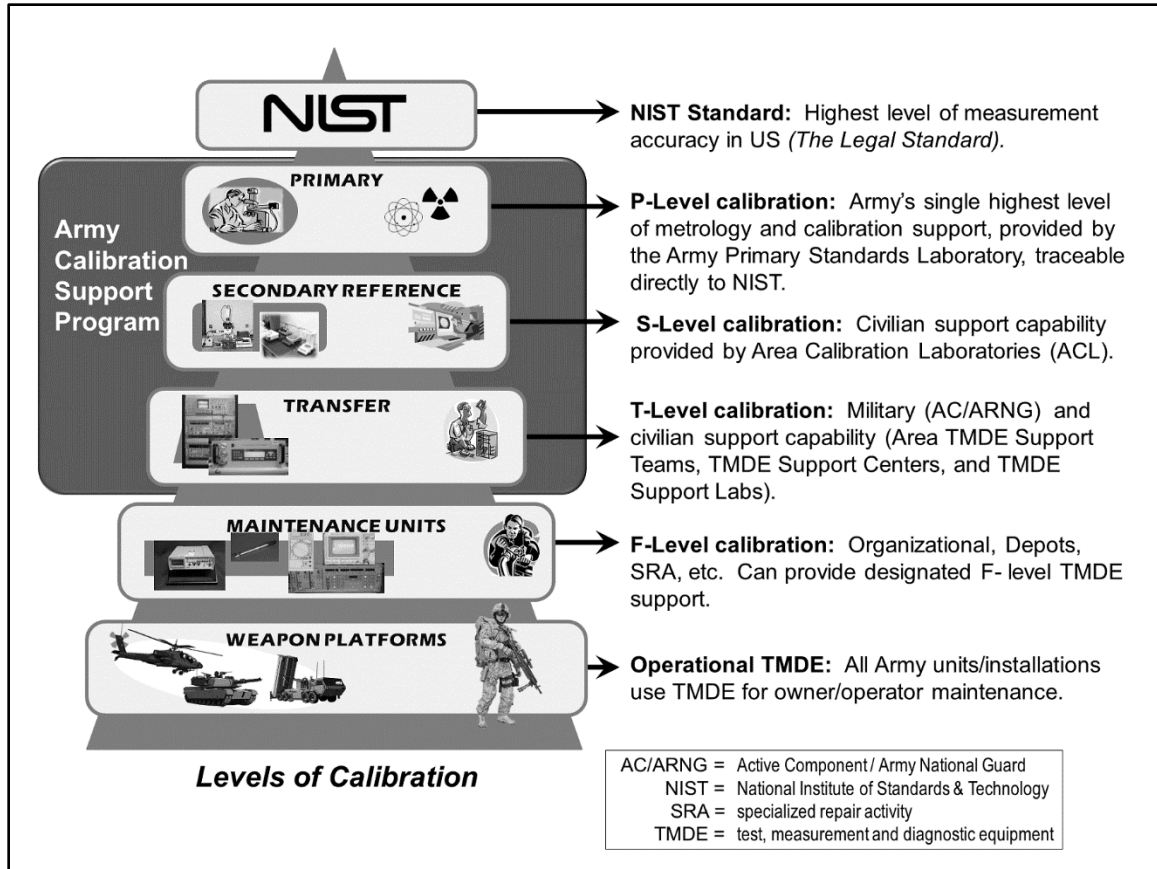 NIST
NIST Standard: Highest level of measurement
accuracy in US (The Legal Standard).
Army
Calibration
Support
Program
PRIMARY
P-Level calibration: Army's single highest level
of metrology and calibration support, provided by
the Army Primary Standards Laboratory, traceable
directly to NIST.
SECONDARY REFERENCE
S-Level calibration: Civilian support capability
provided by Area Calibration Laboratories (ACL).
TRANSFER
T-Level calibration: Military (AC/ARNG) and
civilian support capability (Area TMDE Support
Teams, TMDE Support Centers, and TMDE
Support Labs).
MAINTENANCE UNITS
F-Level calibration: Organizational, Depots,
SRA, etc. Can provide designated F- level TMDE
support.
WEAPON PLATFORMS
Operational TMDE: All Army units/installations
use TMDE for owner/operator maintenance.
Levels of Calibration
AC/ARNG = Active Component / Army National Guard
NIST = National Institute of Standards & Technology
SRA = specialized repair activity
TMDE = test, measurement and diagnostic equipment